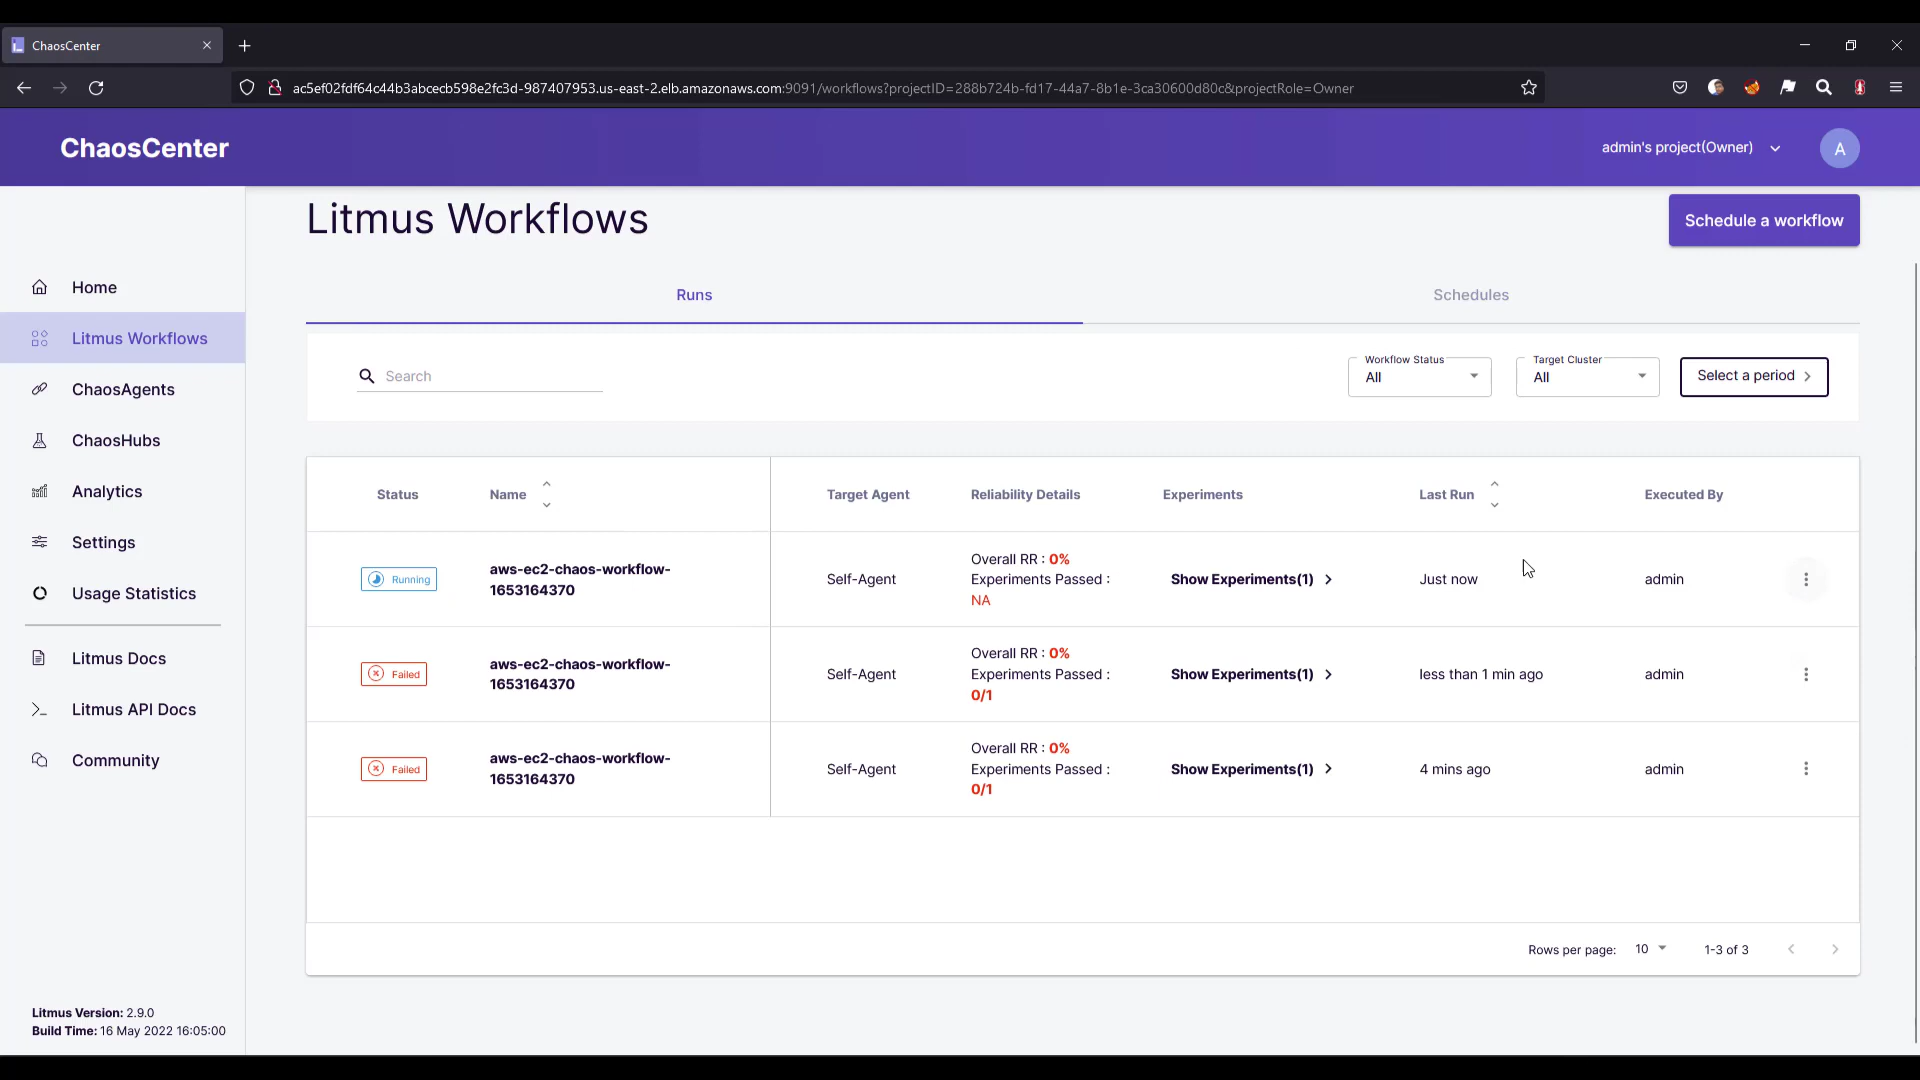 ChaosCenter
ac5ef02fdf64c44b3abcecb598e2fc3d-987407953.us-east-2.elb.amazonaws.com:9091/workflows?projectID=288b724b-fd17-44a7-8b1e-3ca30600d80c&projectRole=Owner
ChaosCenter
admin's project(Owner)
A
Litmus Workflows
Schedule a workflow
Home
Litmus Workflows
ChaosAgents
ChaosHubs
Analytics
Settings
Usage Statistics
Litmus Docs
Litmus API Docs
Community
Litmus Version: 2.9.0
Build Time: 16 May 2022 16:05:00
Runs
Schedules
Search
Workflow Status
All
Target Cluster
All
Select a period
Status
Name
Target Agent
Reliability Details
Experiments
Last Run
Executed By
Running
aws-ec2-chaos-workflow-
1653164370
Self-Agent
Overall RR : 0%
Experiments Passed :
NA
Show Experiments(1)
Just now
admin
Failed
aws-ec2-chaos-workflow-
1653164370
Self-Agent
Overall RR : 0%
Experiments Passed :
0/1
Show Experiments(1)
less than 1 min ago
admin
Failed
aws-ec2-chaos-workflow-
1653164370
Self-Agent
Overall RR : 0%
Experiments Passed :
0/1
Show Experiments(1)
4 mins ago
admin
Rows per page:
10
1-3 of 3